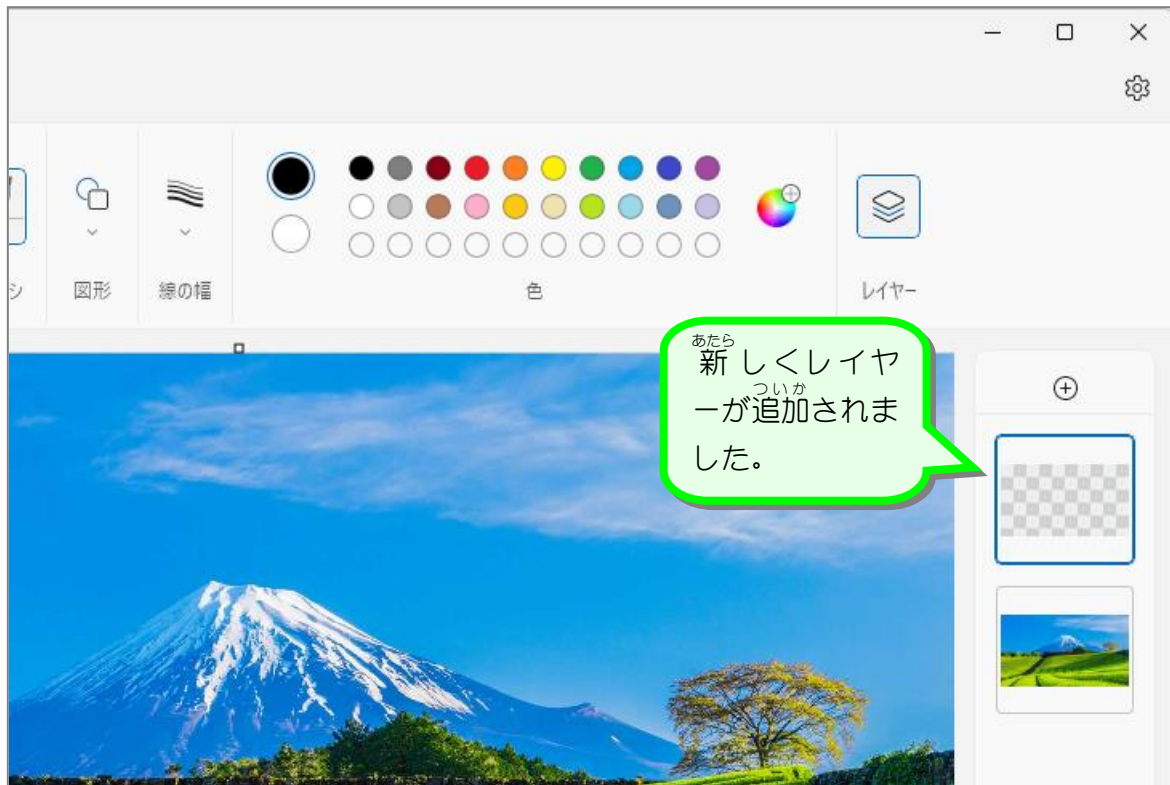 シ
図形
線の幅
色
レイヤー
あたら
新しくレイヤ
ついか
ーが追加されま
した。